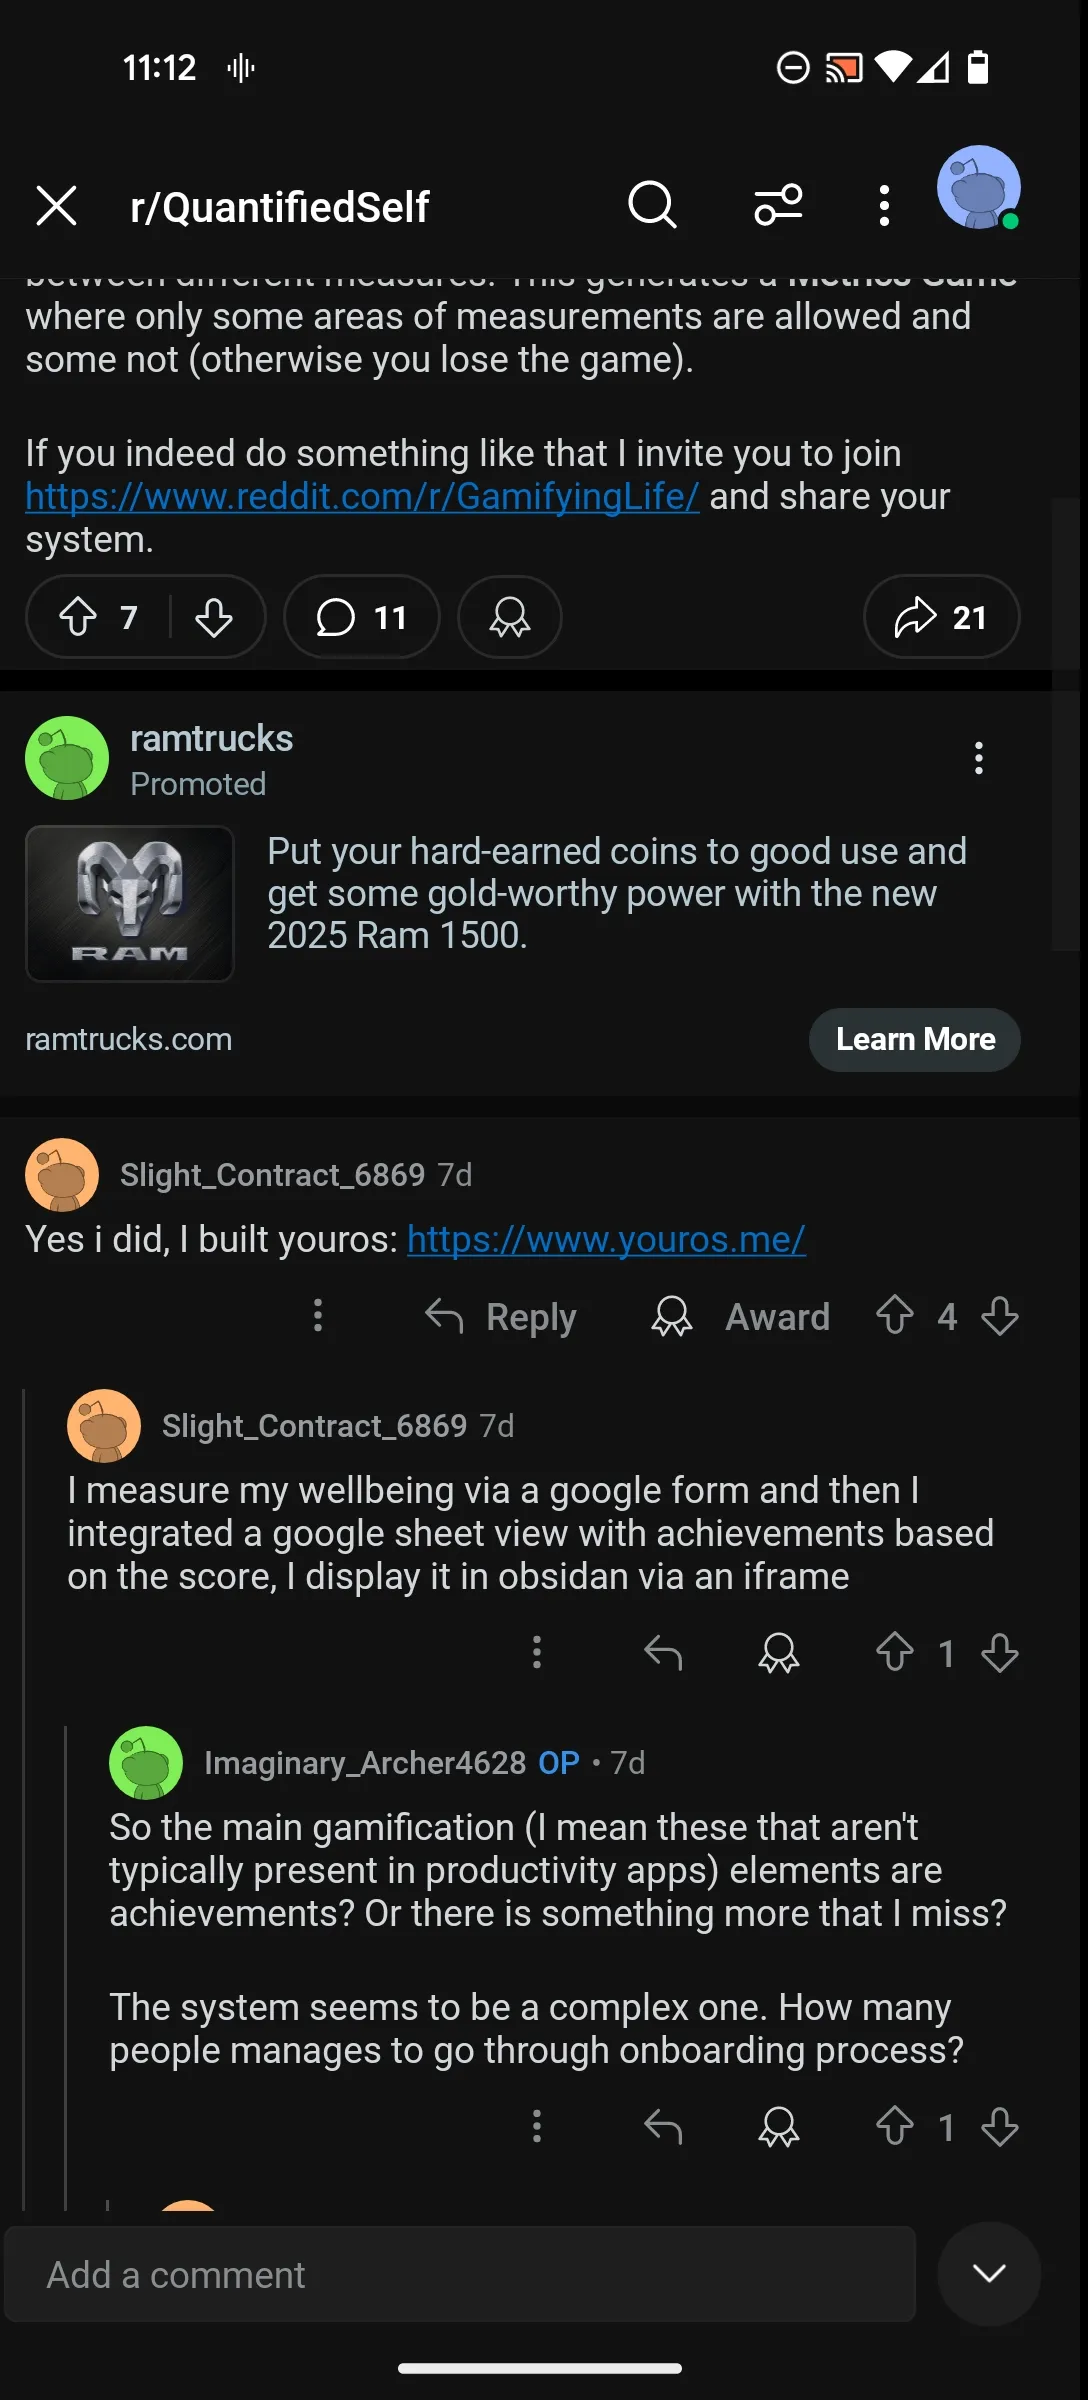 11:12
r/QuantifiedSelf
between different measures. This generates a Metrics Game
where only some areas of measurements are allowed and
some not (otherwise you lose the game).
If you indeed do something like that I invite you to join
https://www.reddit.com/r/GamifyingLife/ and share your
system.
7
11
21
ramtrucks
Promoted
RAM
Put your hard-earned coins to good use and
get some gold-worthy power with the new
2025 Ram 1500.
ramtrucks.com
Learn More
Slight_Contract_6869 7d
Yes i did, I built youros: https://www.youros.me/
Reply
Award
4
Slight_Contract_6869 7d
I measure my wellbeing via a google form and then I
integrated a google sheet view with achievements based
on the score, I display it in obsidan via an iframe
1
Imaginary_Archer4628 OP • 7d
So the main gamification (I mean these that aren't
typically present in productivity apps) elements are
achievements? Or there is something more that I miss?
The system seems to be a complex one. How many
people manages to go through onboarding process?
1
Add a comment